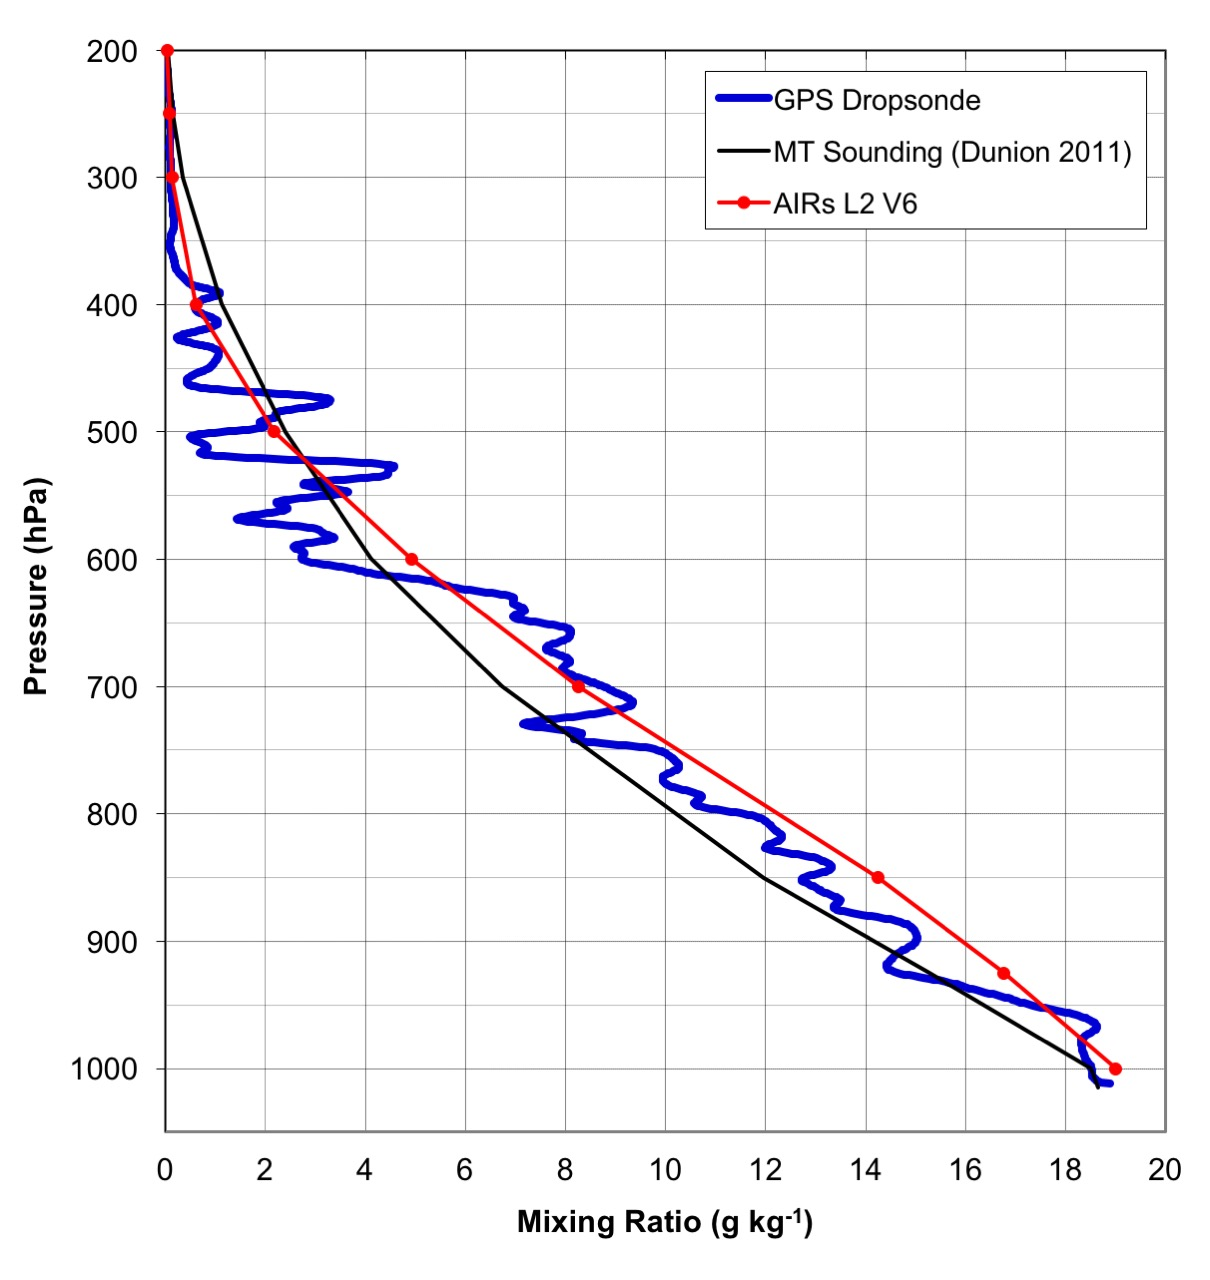 200
300
400
500
600
700
800
900
1000
Pressure (hPa)
GPS Dropsonde
MT Sounding (Dunion 2011)
AIRs L2 V6
0 2 4 6 8 10 12 14 16 18 20
Mixing Ratio (g kg⁻¹)